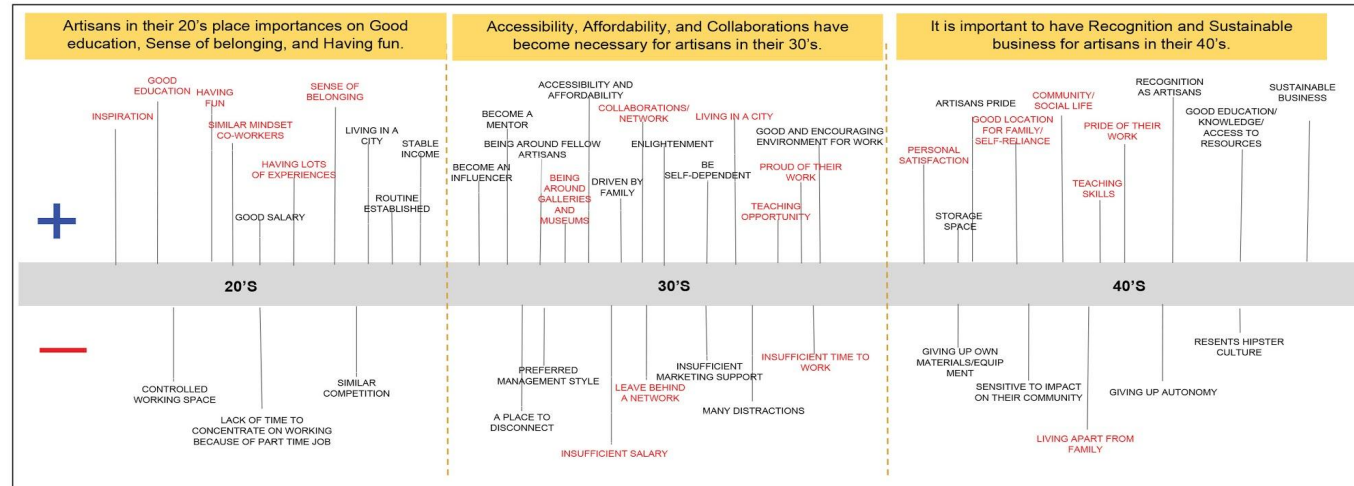 Artisans in their 20's place importances on Good
education, Sense of belonging, and Having fun.
Accessibility, Affordability, and Collaborations have
become necessary for artisans in their 30's.
It is important to have Recognition and Sustainable
business for artisans in their 40's.
INSPIRATION
GOOD
EDUCATION
HAVING
FUN
SIMILAR MINDSET
CO-WORKERS
GOOD SALARY
HAVING LOTS
OF EXPERIENCES
SENSE OF
BELONGING
LIVING IN A
CITY
ROUTINE
ESTABLISHED
STABLE
INCOME
BECOME AN
INFLUENCER
BECOME A
MENTOR
BEING AROUND FELLOW
ARTISANS
BEING
AROUND
GALLERIES
AND
MUSEUMS
ACCESSIBILITY AND
AFFORDABILITY
DRIVEN BY
FAMILY
COLLABORATIONS/
NETWORK
ENLIGHTENMENT
BE
SELF-DEPENDENT
LIVING IN A CITY
TEACHING
OPPORTUNITY
PROUD OF THEIR
WORK
GOOD AND ENCOURAGING
ENVIRONMENT FOR WORK
PERSONAL
SATISFACTION
STORAGE
SPACE
ARTISANS PRIDE
GOOD LOCATION
FOR FAMILY/
SELF-RELIANCE
COMMUNITY/
SOCIAL LIFE
TEACHING
SKILLS
PRIDE OF THEIR
WORK
RECOGNITION
AS ARTISANS
GOOD EDUCATION/
KNOWLEDGE/
ACCESS TO
RESOURCES
SUSTAINABLE
BUSINESS
+
20'S
30'S
40'S
−
CONTROLLED
WORKING SPACE
LACK OF TIME TO
CONCENTRATE ON WORKING
BECAUSE OF PART TIME JOB
SIMILAR
COMPETITION
A PLACE TO
DISCONNECT
PREFERRED
MANAGEMENT STYLE
INSUFFICIENT SALARY
LEAVE BEHIND
A NETWORK
INSUFFICIENT
MARKETING SUPPORT
MANY DISTRACTIONS
INSUFFICIENT TIME TO
WORK
GIVING UP OWN
MATERIALS/EQUIP
MENT
SENSITIVE TO IMPACT
ON THEIR COMMUNITY
LIVING APART FROM
FAMILY
GIVING UP AUTONOMY
RESENTS HIPSTER
CULTURE